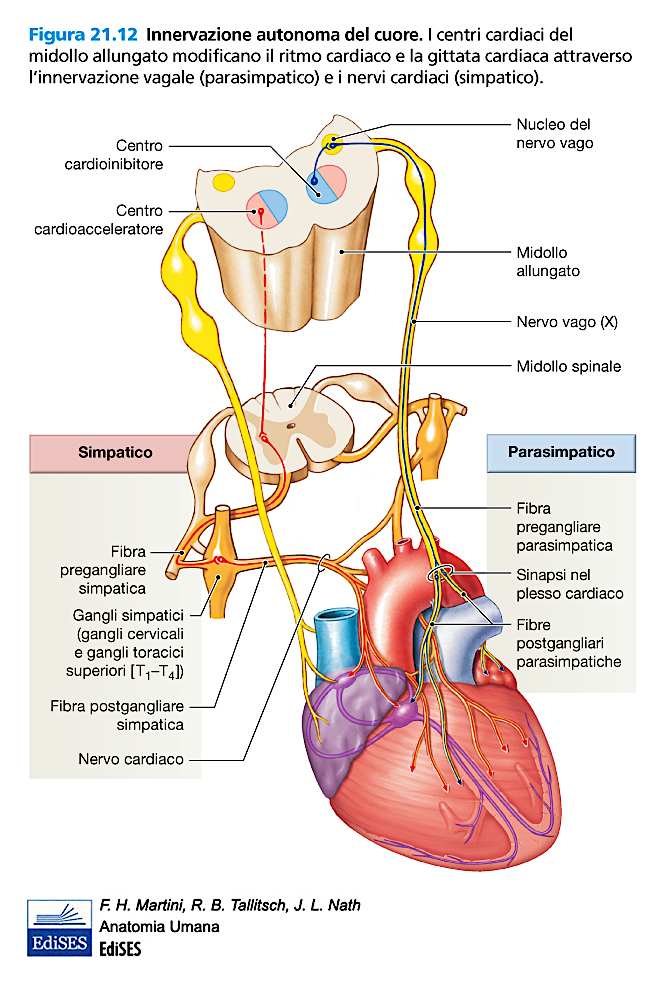 Figura 21.12 Innervazione autonoma del cuore. I centri cardiaci del
midollo allungato modificano il ritmo cardiaco e la gittata cardiaca attraverso
l'innervazione vagale (parasimpatico) e i nervi cardiaci (simpatico).
Centro
cardioinibitore
Centro
cardioacceleratore
Nucleo del
nervo vago
Midollo
allungato
Nervo vago (X)
Midollo spinale
Simpatico
Fibra
pregangliare
simpatica
Gangli simpatici
(gangli cervicali
e gangli toracici
superiori [T₁–T₄])
Fibra postgangliare
simpatica
Nervo cardiaco
Parasimpatico
Fibra
pregangliare
parasimpatica
Sinapsi nel
plesso cardiaco
Fibre
postgangliari
parasimpatiche
EdiSES
F. H. Martini, R. B. Tallitsch, J. L. Nath
Anatomia Umana
EdiSES